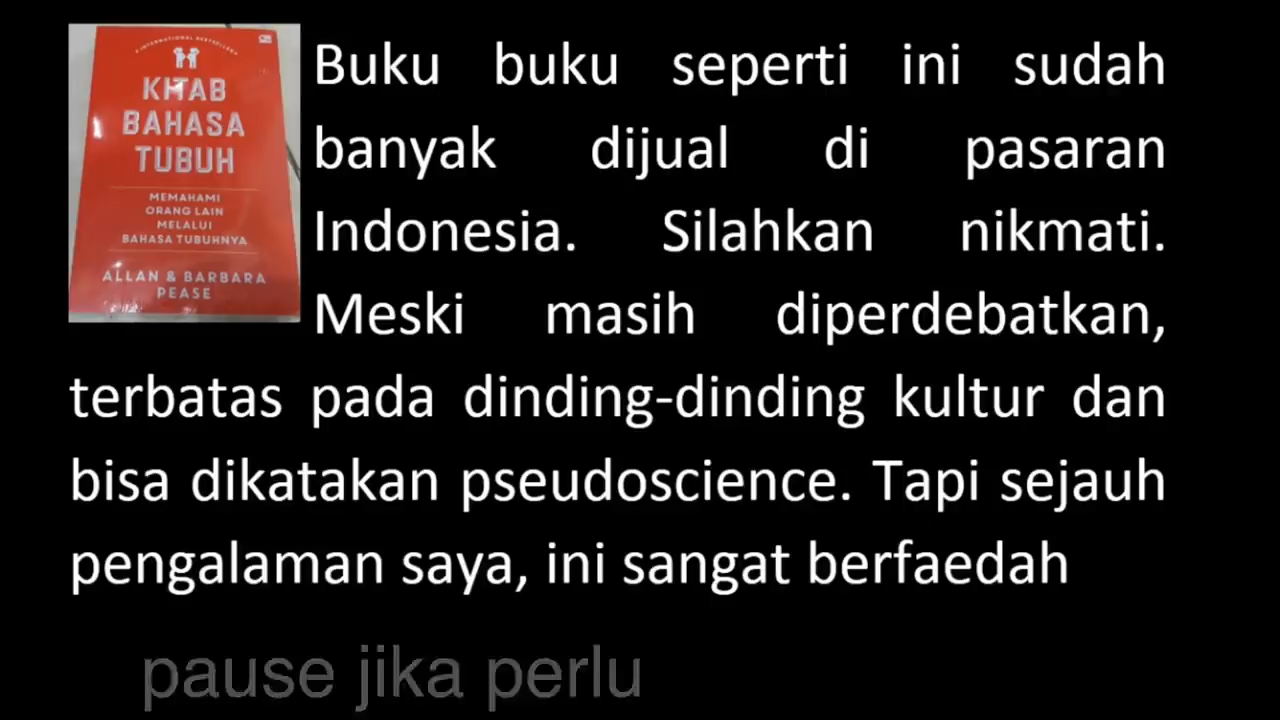 INTERNATIONAL BESTSELLER
KITAB
BAHASA
TUBUH
MEMAHAMI
ORANG LAIN
MELALUI
BAHASA TUBUHNYA
ALLAN & BARBARA
PEASE
Buku buku seperti ini sudah
banyak dijual di pasaran
Indonesia. Silahkan nikmati.
Meski masih diperdebatkan,
terbatas pada dinding-dinding kultur dan
bisa dikatakan pseudoscience. Tapi sejauh
pengalaman saya, ini sangat berfaedah
pause jika perlu